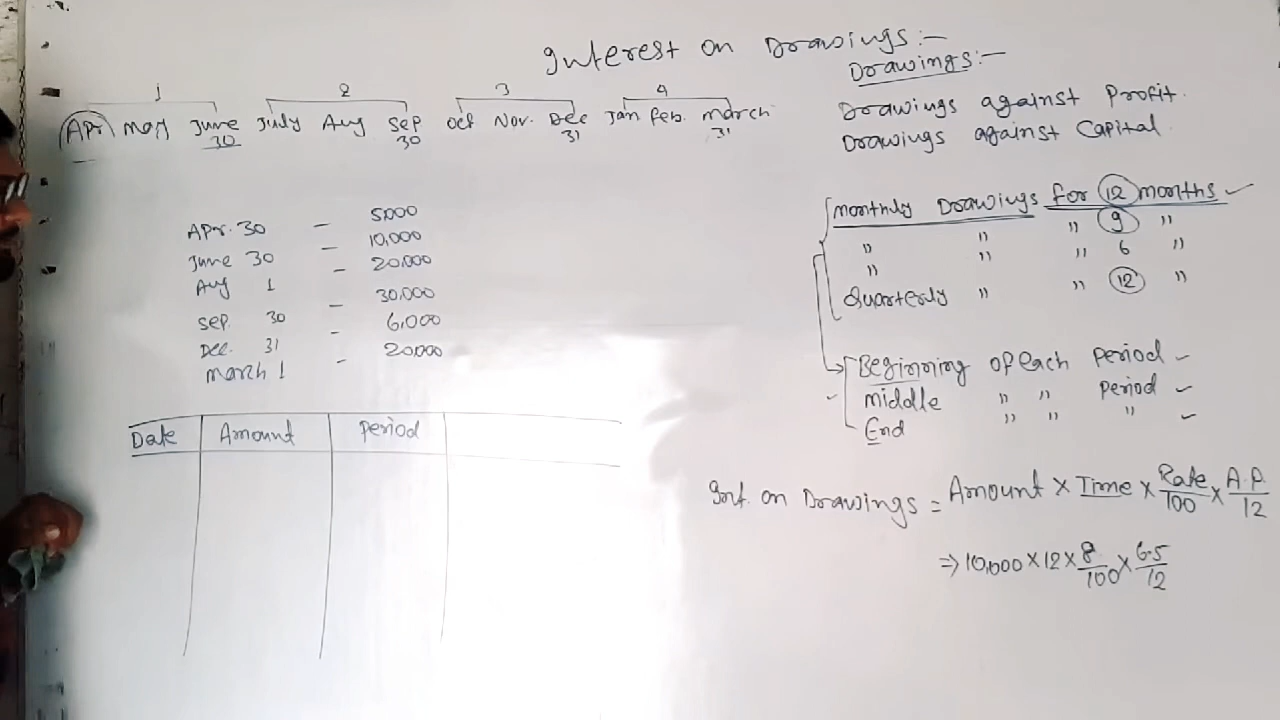 Interest on Drawings:-
Drawings:-
1 2 3 4
Apr May June July Aug Sep Oct Nov. Dec Jan Feb. March
30 30 31 31
Drawings against Profit.
Drawings against Capital
Apr. 30 - 5000
June 30 - 10,000
Aug 1 - 20,000
Sep. 30 - 30,000
Dec. 31 - 6,000
March 1 - 20,000
Monthly Drawings for 12 months
" " " 9 "
" " " 6 "
Quarterly " " 12 "
Beginning of each Period
Middle " " Period
End " " "
Date Amount Period
Int. on Drawings = Amount × Time × Rate/100 × A.P./12
⇒ 10,000 × 12 × 8/100 × 6.5/12